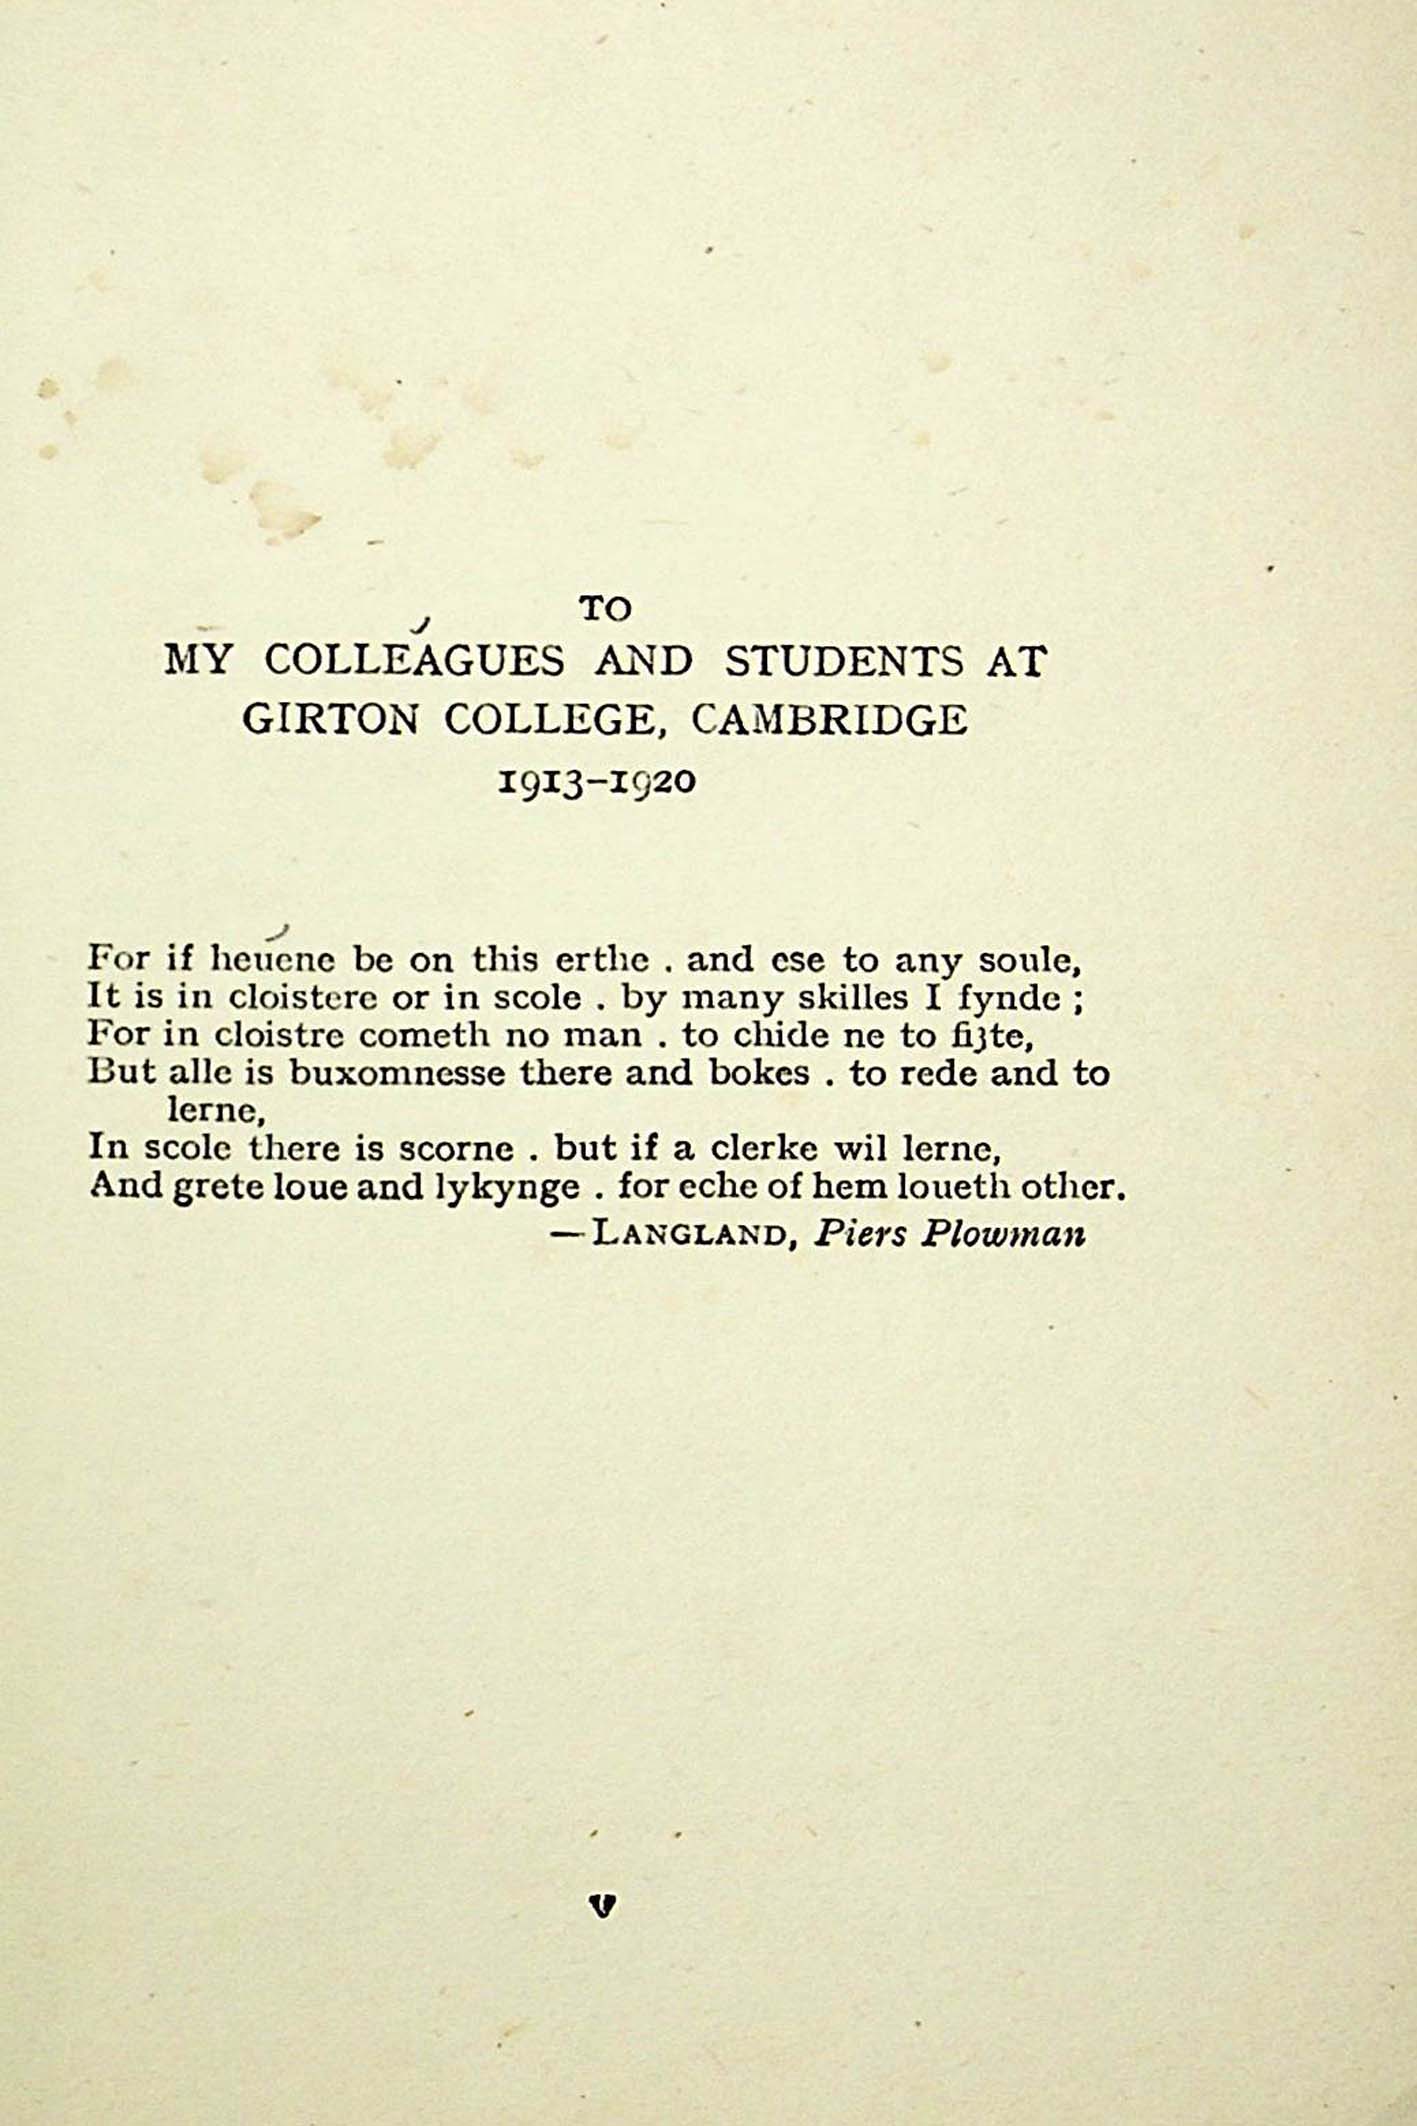 TO
MY COLLEAGUES AND STUDENTS AT
GIRTON COLLEGE, CAMBRIDGE
1913–1920
For if heuene be on this erthe . and ese to any soule,
It is in cloistere or in scole . by many skilles I fynde ;
For in cloistre cometh no man . to chide ne to fiȝte,
But alle is buxomnesse there and bokes . to rede and to
lerne,
In scole there is scorne . but if a clerke wil lerne,
And grete loue and lykynge . for eche of hem loueth other.
—LANGLAND, Piers Plowman
v